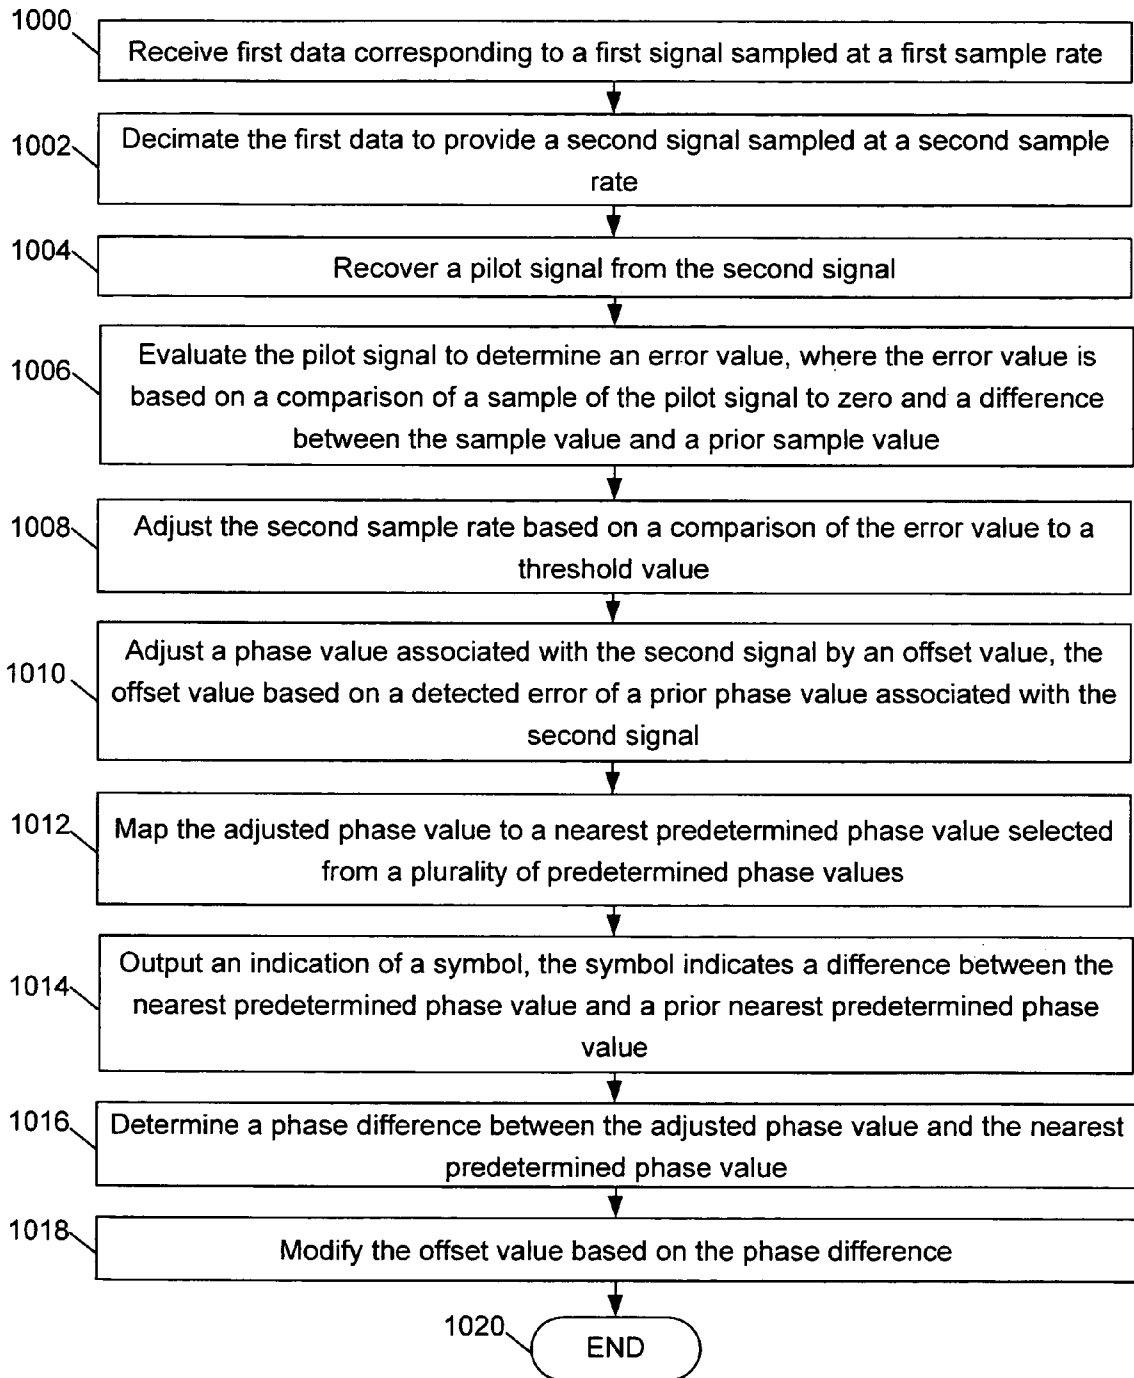 1000
Receive first data corresponding to a first signal sampled at a first sample rate
1002
Decimate the first data to provide a second signal sampled at a second sample
rate
1004
Recover a pilot signal from the second signal
1006
Evaluate the pilot signal to determine an error value, where the error value is
based on a comparison of a sample of the pilot signal to zero and a difference
between the sample value and a prior sample value
1008
Adjust the second sample rate based on a comparison of the error value to a
threshold value
1010
Adjust a phase value associated with the second signal by an offset value, the
offset value based on a detected error of a prior phase value associated with the
second signal
1012
Map the adjusted phase value to a nearest predetermined phase value selected
from a plurality of predetermined phase values
1014
Output an indication of a symbol, the symbol indicates a difference between the
nearest predetermined phase value and a prior nearest predetermined phase
value
1016
Determine a phase difference between the adjusted phase value and the nearest
predetermined phase value
1018
Modify the offset value based on the phase difference
1020
END